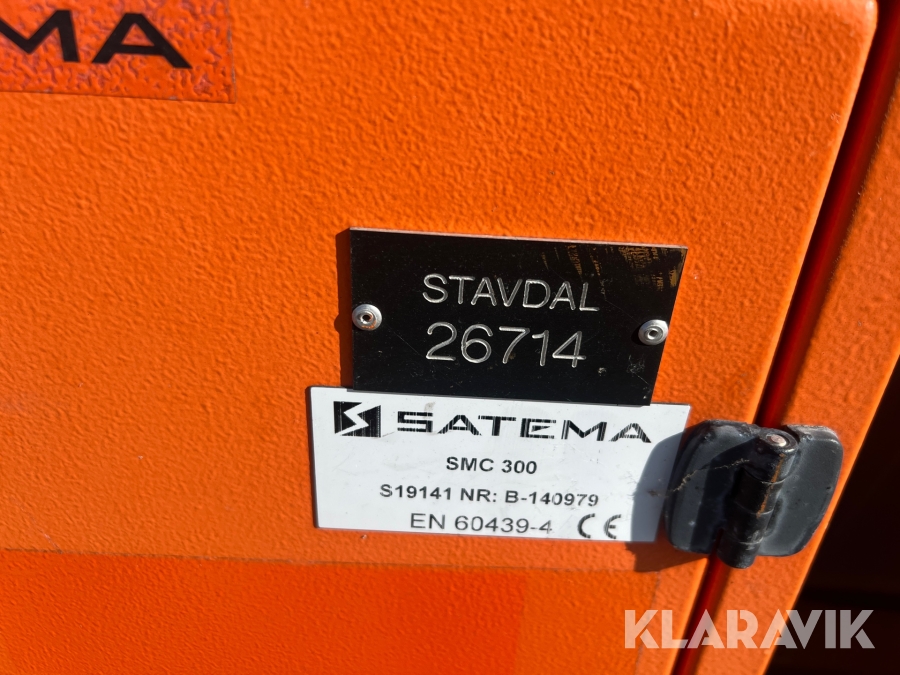 MA
STAVDAL
26714
SATEMA
SMC 300
S19141 NR: B-140979
EN 60439-4 CE
KLARAVIK